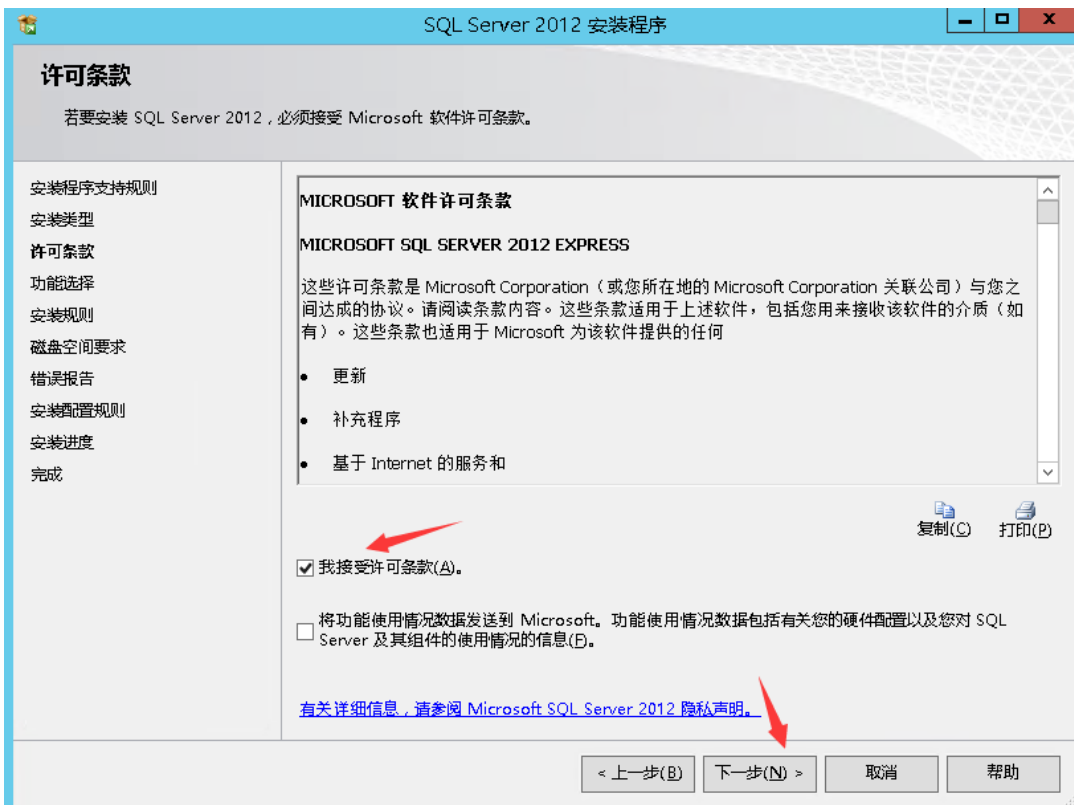 SQL Server 2012 安装程序
许可条款
若要安装 SQL Server 2012，必须接受 Microsoft 软件许可条款。
安装程序支持规则
安装类型
许可条款
功能选择
安装规则
磁盘空间要求
错误报告
安装配置规则
安装进度
完成
MICROSOFT 软件许可条款
MICROSOFT SQL SERVER 2012 EXPRESS
这些许可条款是 Microsoft Corporation（或您所在地的 Microsoft Corporation 关联公司）与您之
间达成的协议。请阅读条款内容。这些条款适用于上述软件，包括您用来接收该软件的介质（如
有）。这些条款也适用于 Microsoft 为该软件提供的任何
• 更新
• 补充程序
• 基于 Internet 的服务和
复制(C) 打印(P)
我接受许可条款(A)。
将功能使用情况数据发送到 Microsoft。功能使用情况数据包括有关您的硬件配置以及您对 SQL
Server 及其组件的使用情况的信息(F)。
有关详细信息，请参阅 Microsoft SQL Server 2012 隐私声明。
< 上一步(B) 下一步(N) > 取消 帮助